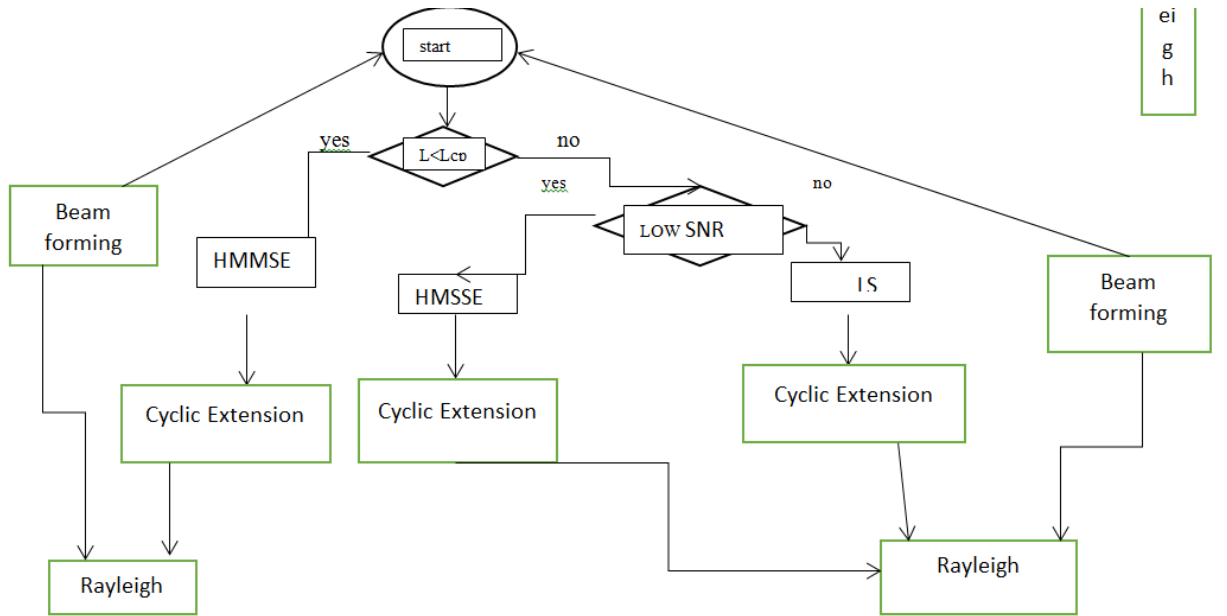 ei
g
h
start
yes
no
L<Lcp
yes
no
Beam
forming
LOW SNR
HMMSE
HMSSE
LS
Beam
forming
Cyclic Extension
Cyclic Extension
Cyclic Extension
Rayleigh
Rayleigh